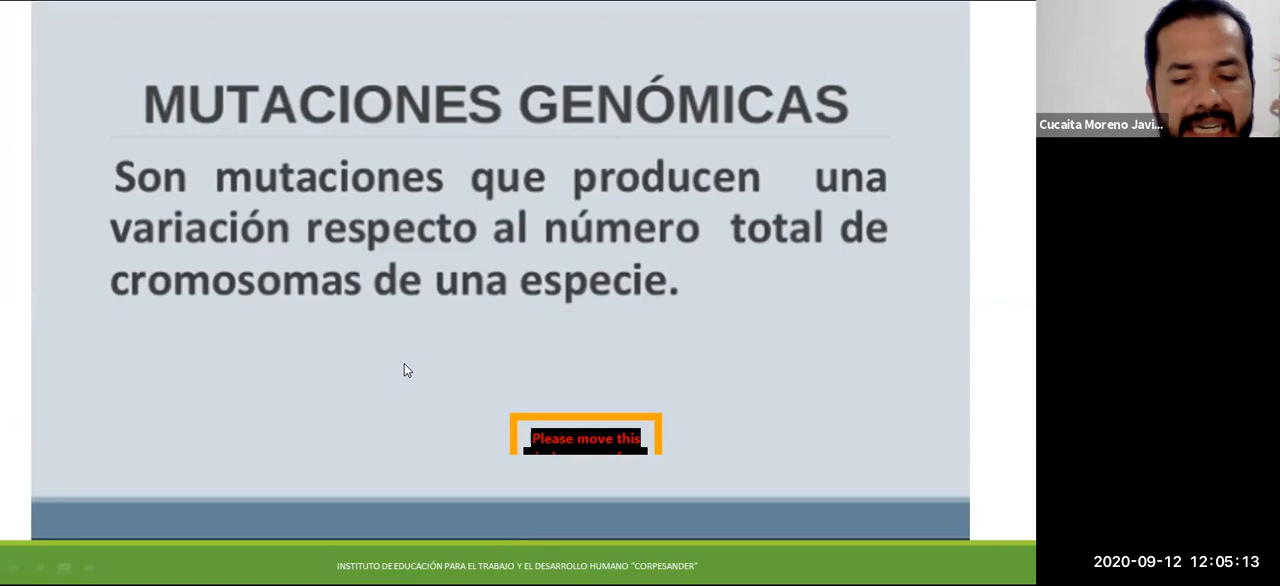 MUTACIONES GENÓMICAS
Son mutaciones que producen una
variación respecto al número total de
cromosomas de una especie.
Cucaita Moreno Javi...
Please move this
INSTITUTO DE EDUCACIÓN PARA EL TRABAJO Y EL DESARROLLO HUMANO “CORPESANDER”
2020-09-12 12:05:13